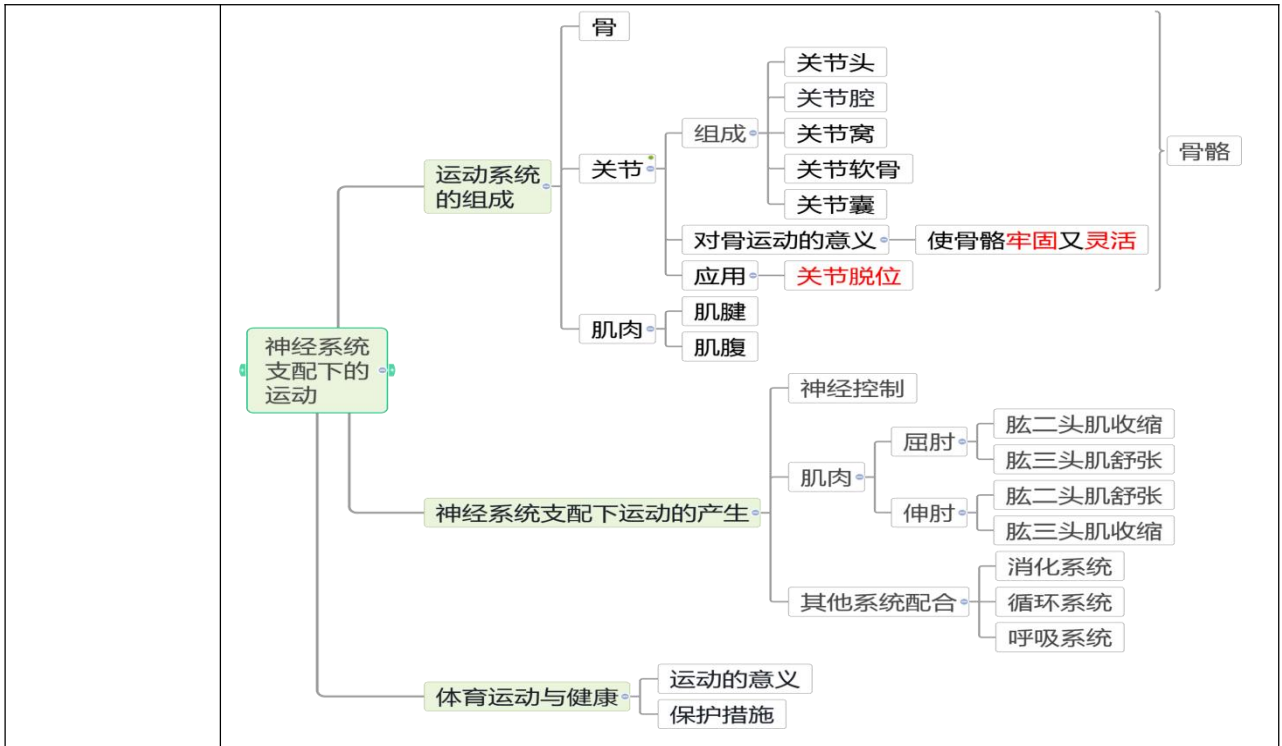 神经系统
支配下的
运动
运动系统
的组成
骨
关节
组成
关节头
关节腔
关节窝
关节软骨
关节囊
对骨运动的意义
使骨骼牢固又灵活
应用
关节脱位
肌肉
肌腱
肌腹
骨骼
神经系统支配下运动的产生
神经控制
肌肉
屈肘
肱二头肌收缩
肱三头肌舒张
伸肘
肱二头肌舒张
肱三头肌收缩
其他系统配合
消化系统
循环系统
呼吸系统
体育运动与健康
运动的意义
保护措施